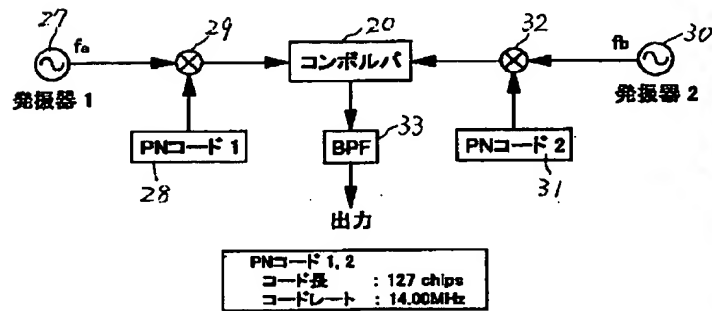 27
fa
発振器 1
29
PNコード 1
28
20
コンボルバ
BPF
33
出力
32
PNコード 2
31
fb
30
発振器 2
PNコード 1, 2
コード長 : 127 chips
コードレート : 14.00MHz